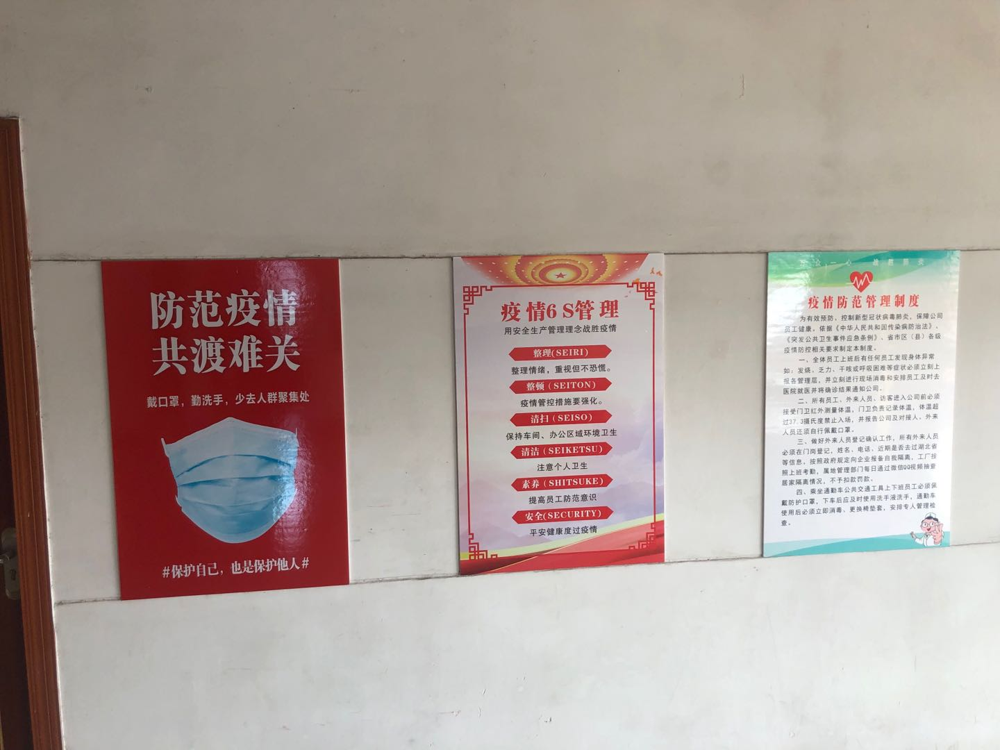 防范疫情
共渡难关
戴口罩，勤洗手，少去人群聚集处
#保护自己，也是保护他人#
疫情6S管理
用安全生产管理理念战胜疫情
整理(SEIRI)
整理情绪，重视但不恐慌。
整顿（SEITON）
疫情管控措施要强化。
清扫（SEISO）
保持车间、办公区域环境卫生
清洁（SEIKETSU）
注意个人卫生
素养（SHITSUKE）
提高员工防范意识
安全(SECURITY)
平安健康度过疫情
众一心 战胜肺炎
疫情防范管理制度
为有效预防、控制新型冠状病毒肺炎，保障公司
员工健康。依据《中华人民共和国传染病防治法》、
《突发公共卫生事件应急条例》、省市区（县）各级
疫情防控相关要求制定本制度。
一、全体员工上班后有任何员工发现身体异常
如：发烧、乏力、干咳或呼吸困难等症状必须立刻上
报各管理层，并立刻进行现场消毒和安排员工及时去
医院就医并将确诊结果通知公司。
二、所有员工、外来人员、访客进入公司前必须
接受门卫红外测量体温，门卫负责记录体温，体温超
过37.3摄氏度禁止入场，并报告公司及对接人。外来
人员还须自行佩戴口罩。
三、做好外来人员登记确认工作，所有外来人员
必须在门岗登记，姓名、电话、近期是否去过湖北省
等信息。按照政府规定向企业报备自我隔离，工厂按
照上班考勤，属地管理部门每日通过微信QQ视频抽查
居家隔离情况，不予扣款罚款。
四、乘坐通勤车公共交通工具上下班员工必须佩
戴防护口罩，下车后应及时使用洗手液洗手，通勤车
使用后必须立即消毒、更换椅垫套，安排专人管理检
查。